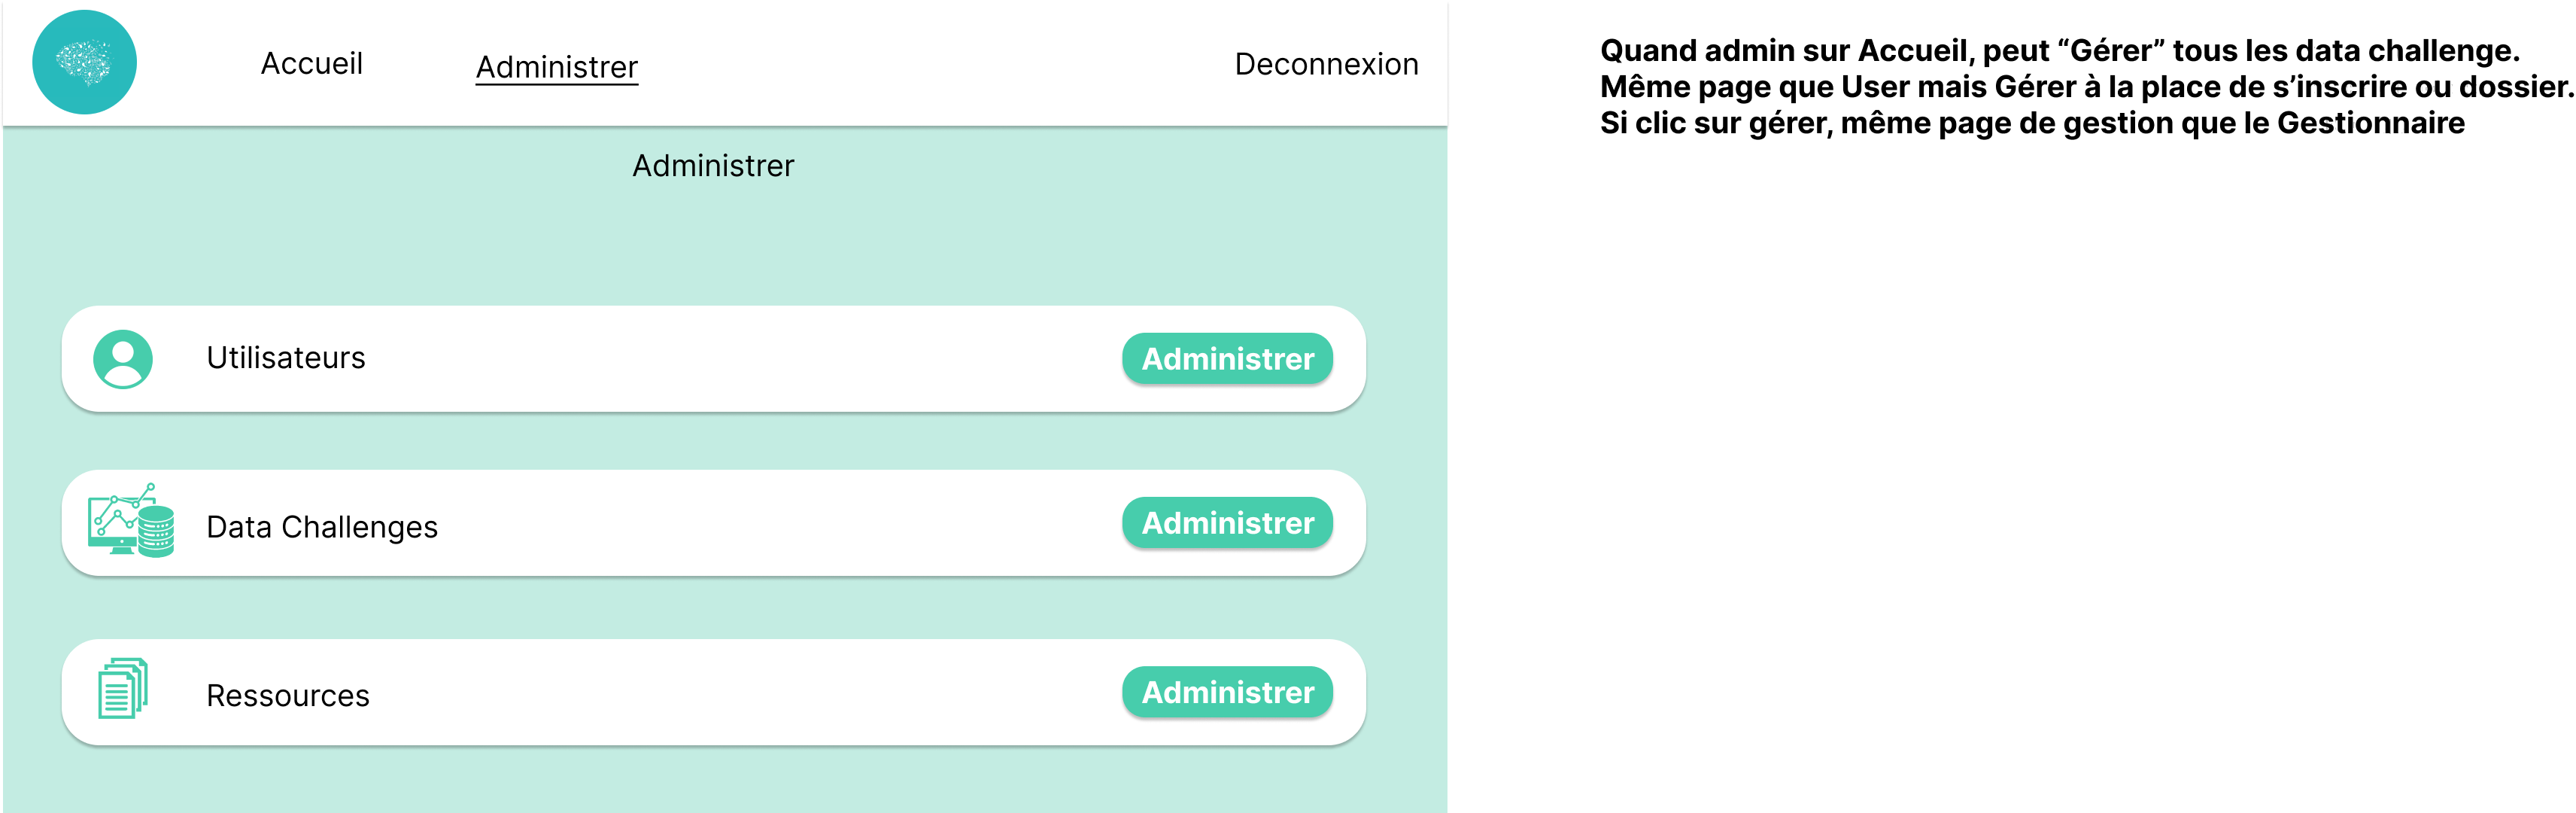 Accueil
Administrer
Deconnexion
Administrer
Utilisateurs
Administrer
Data Challenges
Administrer
Ressources
Administrer
Quand admin sur Accueil, peut “Gérer” tous les data challenge.
Même page que User mais Gérer à la place de s’inscrire ou dossier.
Si clic sur gérer, même page de gestion que le Gestionnaire